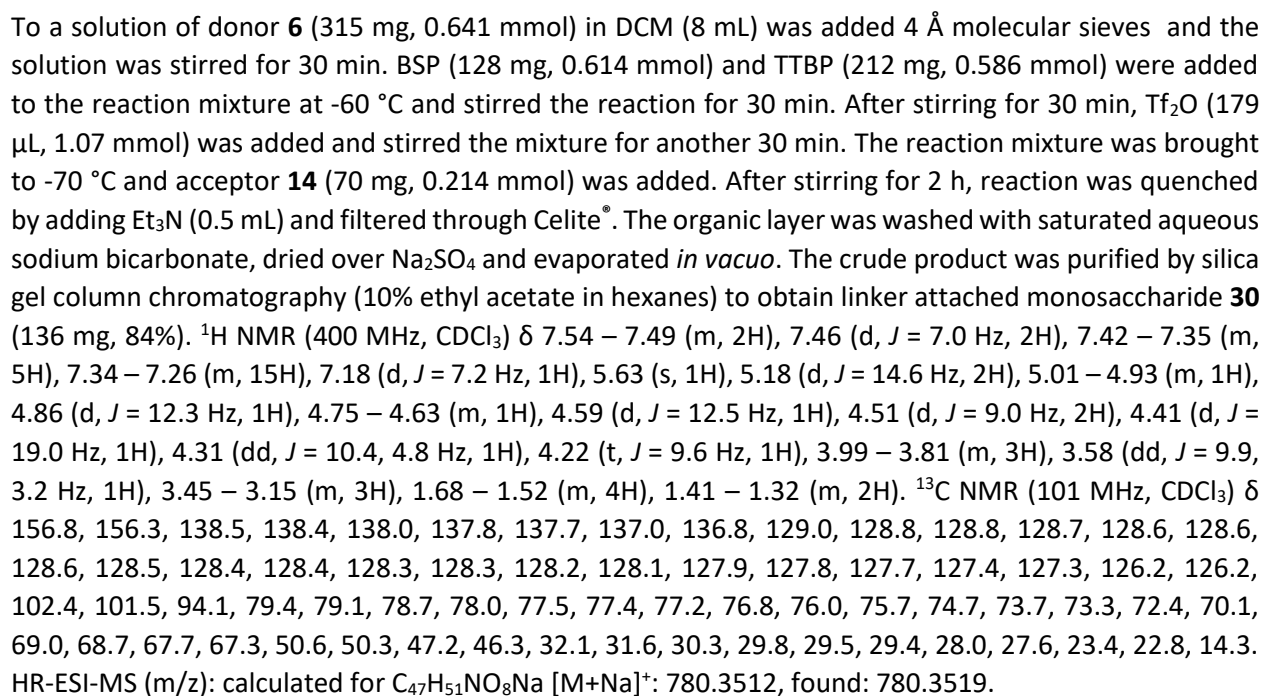 To a solution of donor 6 (315 mg, 0.641 mmol) in DCM (8 mL) was added 4 Å molecular sieves  and the
solution was stirred for 30 min. BSP (128 mg, 0.614 mmol) and TTBP (212 mg, 0.586 mmol) were added
to the reaction mixture at -60 °C and stirred the reaction for 30 min. After stirring for 30 min, Tf₂O (179
µL, 1.07 mmol) was added and stirred the mixture for another 30 min. The reaction mixture was brought
to -70 °C and acceptor 14 (70 mg, 0.214 mmol) was added. After stirring for 2 h, reaction was quenched
by adding Et₃N (0.5 mL) and filtered through Celite®. The organic layer was washed with saturated aqueous
sodium bicarbonate, dried over Na₂SO₄ and evaporated in vacuo. The crude product was purified by silica
gel column chromatography (10% ethyl acetate in hexanes) to obtain linker attached monosaccharide 30
(136 mg, 84%). ¹H NMR (400 MHz, CDCl₃) δ 7.54 – 7.49 (m, 2H), 7.46 (d, J = 7.0 Hz, 2H), 7.42 – 7.35 (m,
5H), 7.34 – 7.26 (m, 15H), 7.18 (d, J = 7.2 Hz, 1H), 5.63 (s, 1H), 5.18 (d, J = 14.6 Hz, 2H), 5.01 – 4.93 (m, 1H),
4.86 (d, J = 12.3 Hz, 1H), 4.75 – 4.63 (m, 1H), 4.59 (d, J = 12.5 Hz, 1H), 4.51 (d, J = 9.0 Hz, 2H), 4.41 (d, J =
19.0 Hz, 1H), 4.31 (dd, J = 10.4, 4.8 Hz, 1H), 4.22 (t, J = 9.6 Hz, 1H), 3.99 – 3.81 (m, 3H), 3.58 (dd, J = 9.9,
3.2 Hz, 1H), 3.45 – 3.15 (m, 3H), 1.68 – 1.52 (m, 4H), 1.41 – 1.32 (m, 2H). ¹³C NMR (101 MHz, CDCl₃) δ
156.8, 156.3, 138.5, 138.4, 138.0, 137.8, 137.7, 137.0, 136.8, 129.0, 128.8, 128.8, 128.7, 128.6, 128.6,
128.6, 128.5, 128.4, 128.4, 128.3, 128.3, 128.2, 128.1, 127.9, 127.8, 127.7, 127.4, 127.3, 126.2, 126.2,
102.4, 101.5, 94.1, 79.4, 79.1, 78.7, 78.0, 77.5, 77.4, 77.2, 76.8, 76.0, 75.7, 74.7, 73.7, 73.3, 72.4, 70.1,
69.0, 68.7, 67.7, 67.3, 50.6, 50.3, 47.2, 46.3, 32.1, 31.6, 30.3, 29.8, 29.5, 29.4, 28.0, 27.6, 23.4, 22.8, 14.3.
HR-ESI-MS (m/z): calculated for C₄₇H₅₁NO₈Na [M+Na]⁺: 780.3512, found: 780.3519.